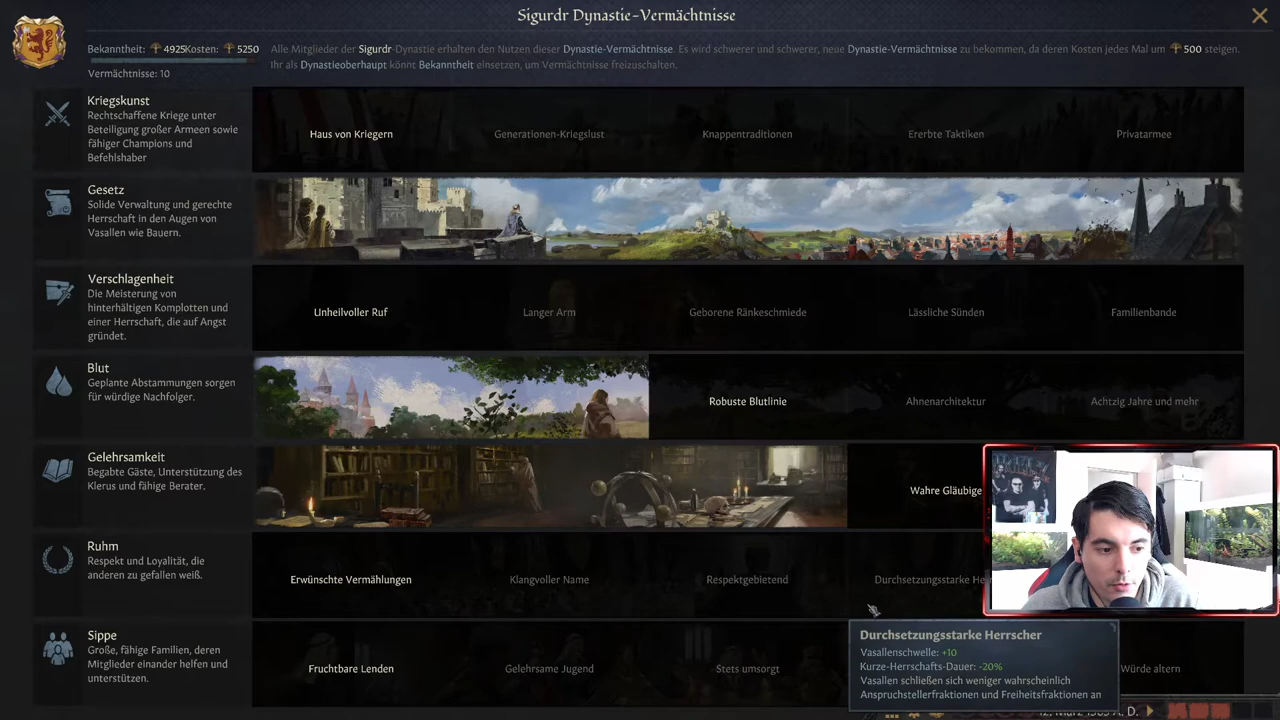 Sigurdr Dynastie-Vermächtnisse
Bekanntheit: 4925 Kosten: 5250
Vermächtnisse: 10
Alle Mitglieder der Sigurdr-Dynastie erhalten den Nutzen dieser Dynastie-Vermächtnisse. Es wird schwerer und schwerer, neue Dynastie-Vermächtnisse zu bekommen, da deren Kosten jedes Mal um 500 steigen.
Ihr als Dynastieoberhaupt könnt Bekanntheit einsetzen, um Vermächtnisse freizuschalten.
Kriegskunst
Rechtschaffene Kriege unter
Beteiligung großer Armeen sowie
fähiger Champions und
Befehlshaber
Haus von Kriegern
Generationen-Kriegslust
Knappentraditionen
Ererbte Taktiken
Privatarmee
Gesetz
Solide Verwaltung und gerechte
Herrschaft in den Augen von
Vasallen wie Bauern.
Verschlagenheit
Die Meisterung von
hinterhältigen Komplotten und
einer Herrschaft, die auf Angst
gründet.
Unheilvoller Ruf
Langer Arm
Geborene Ränkeschmiede
Lässliche Sünden
Familienbande
Blut
Geplante Abstammungen sorgen
für würdige Nachfolger.
Robuste Blutlinie
Ahnenarchitektur
Achtzig Jahre und mehr
Gelehrsamkeit
Begabte Gäste, Unterstützung des
Klerus und fähige Berater.
Wahre Gläubige
Ruhm
Respekt und Loyalität, die
anderen zu gefallen weiß.
Erwünschte Vermählungen
Klangvoller Name
Respektgebietend
Durchsetzungsstarke
Sippe
Große, fähige Familien, deren
Mitglieder einander helfen und
unterstützen.
Fruchtbare Lenden
Gelehrsame Jugend
Stets umsorgt
Würde altern
Durchsetzungsstarke Herrscher
Vasallenschwelle: +10
Kurze-Herrschafts-Dauer: -20%
Vasallen schließen sich weniger wahrscheinlich
Anspruchstellerfraktionen und Freiheitsfraktionen an